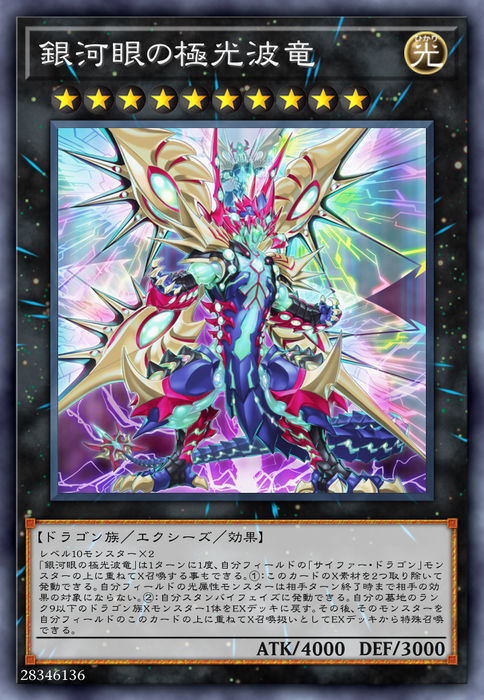 銀河眼の極光波竜
ひかり
光
【ドラゴン族／エクシーズ／効果】
レベル10モンスター×2
「銀河眼の極光波竜」は1ターンに1度、自分フィールドの「サイファー・ドラゴン」モン
スターの上に重ねてX召喚する事もできる。①：このカードのX素材を2つ取り除いて
発動できる。自分フィールドの光属性モンスターは相手ターン終了時まで相手の効
果の対象にならない。②：自分スタンバイフェイズに発動できる。自分の墓地のラン
ク9以下のドラゴン族Xモンスター1体をEXデッキに戻す。その後、そのモンスターを
自分フィールドのこのカードの上に重ねてX召喚扱いとしてEXデッキから特殊召喚
できる。
ATK/4000 DEF/3000
28346136